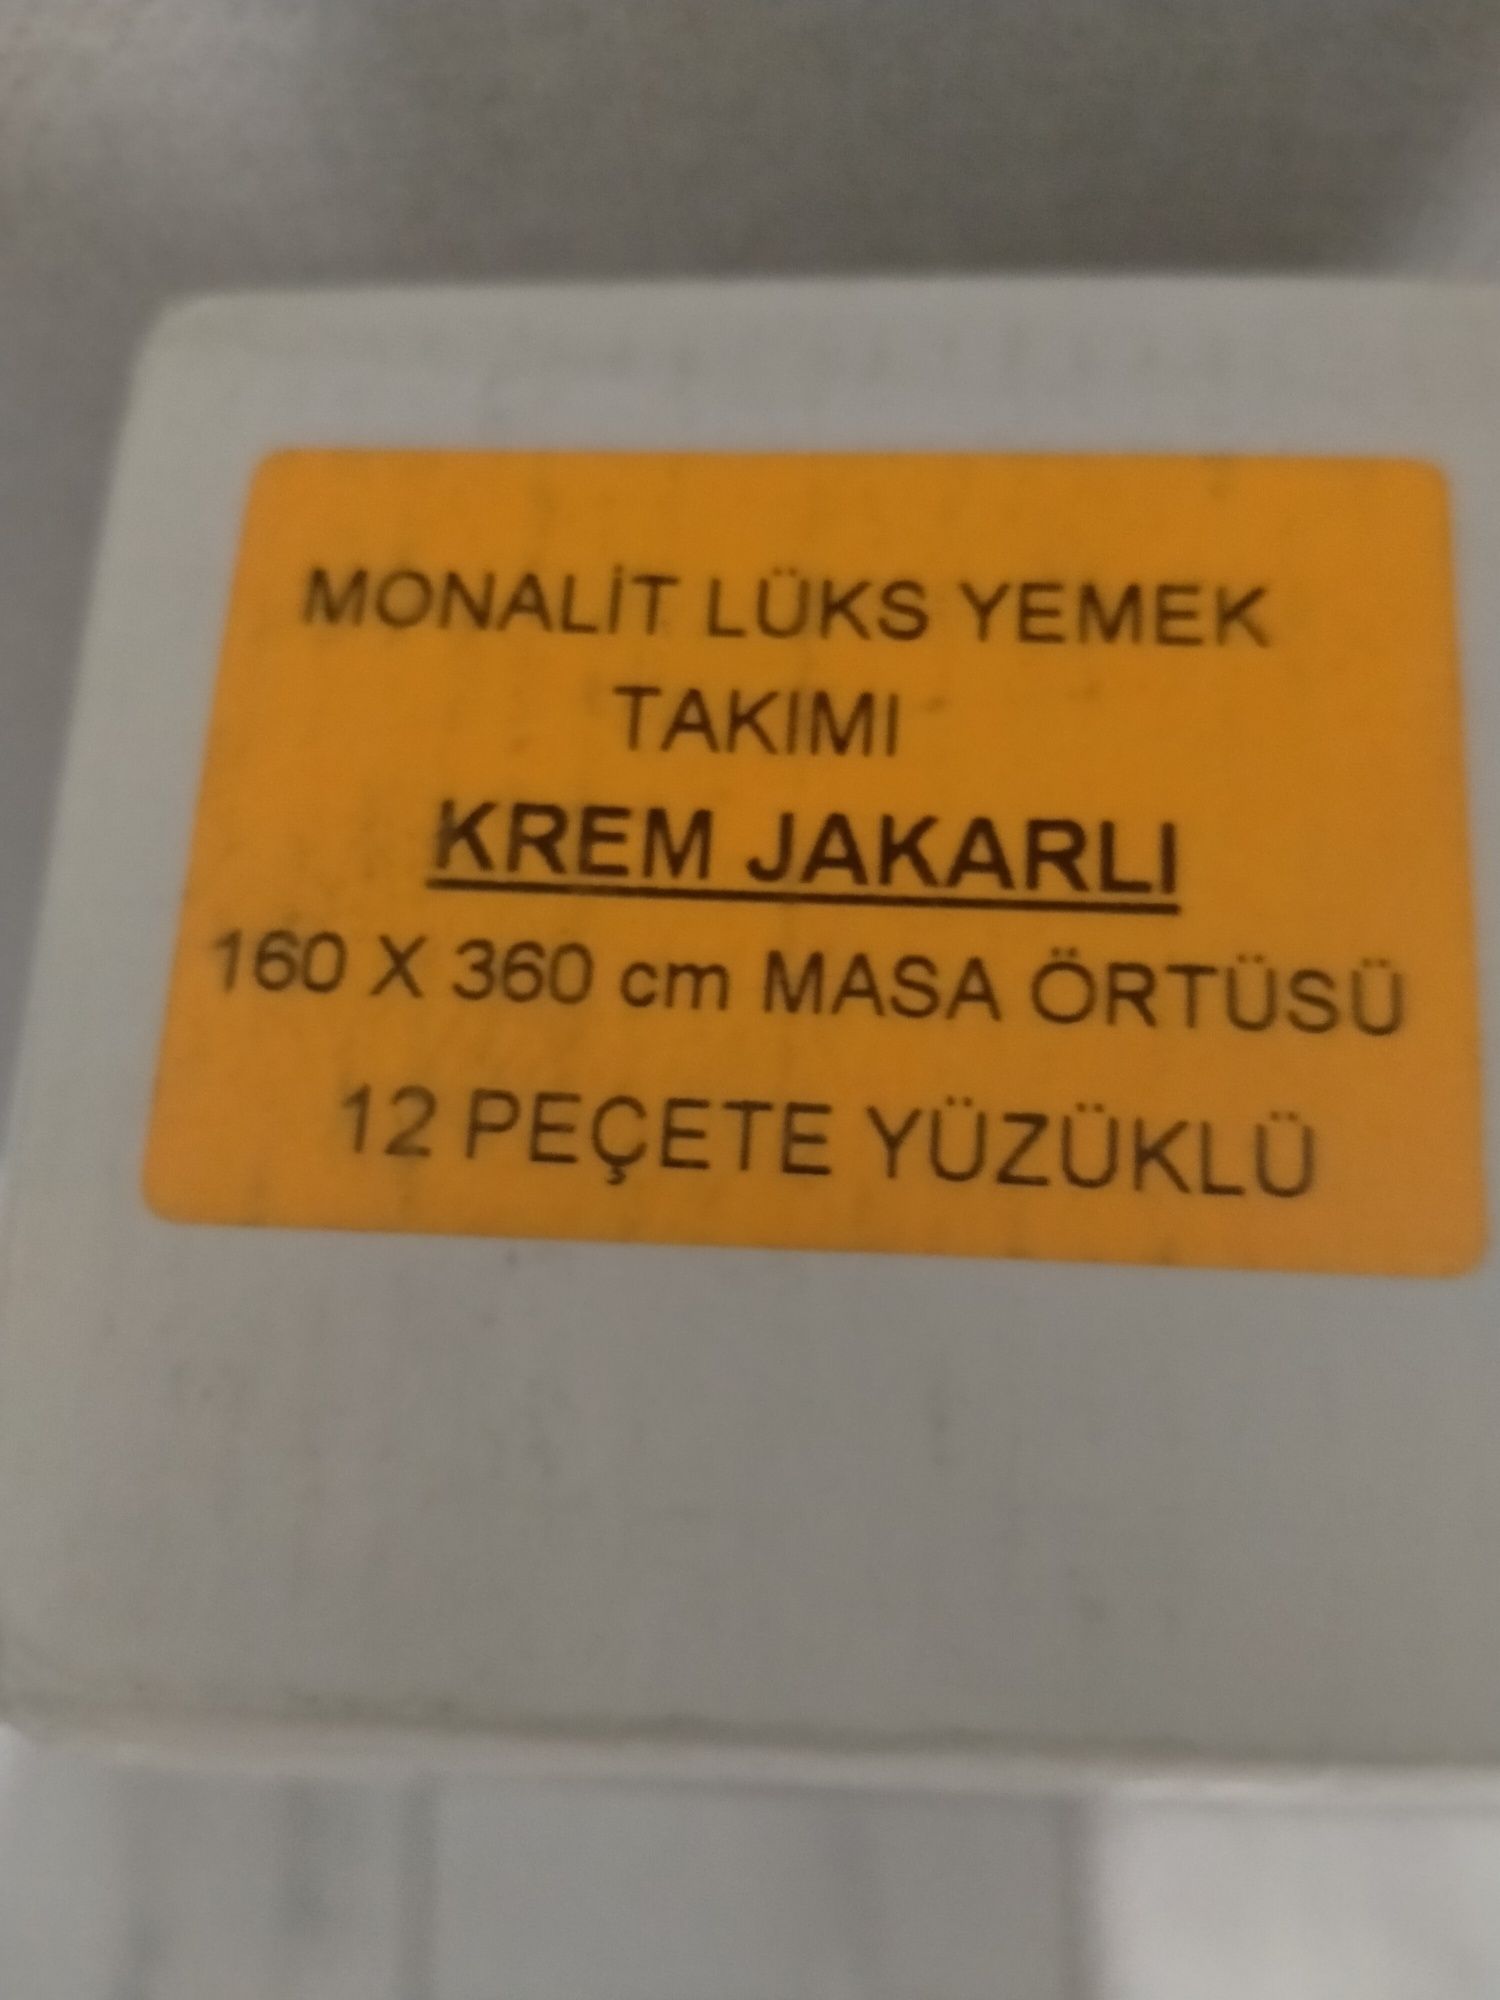 MONALİT LÜKS YEMEK
TAKIMI
KREM JAKARLI
160 X 360 cm MASA ÖRTÜSÜ
12 PEÇETE YÜZÜKLÜ